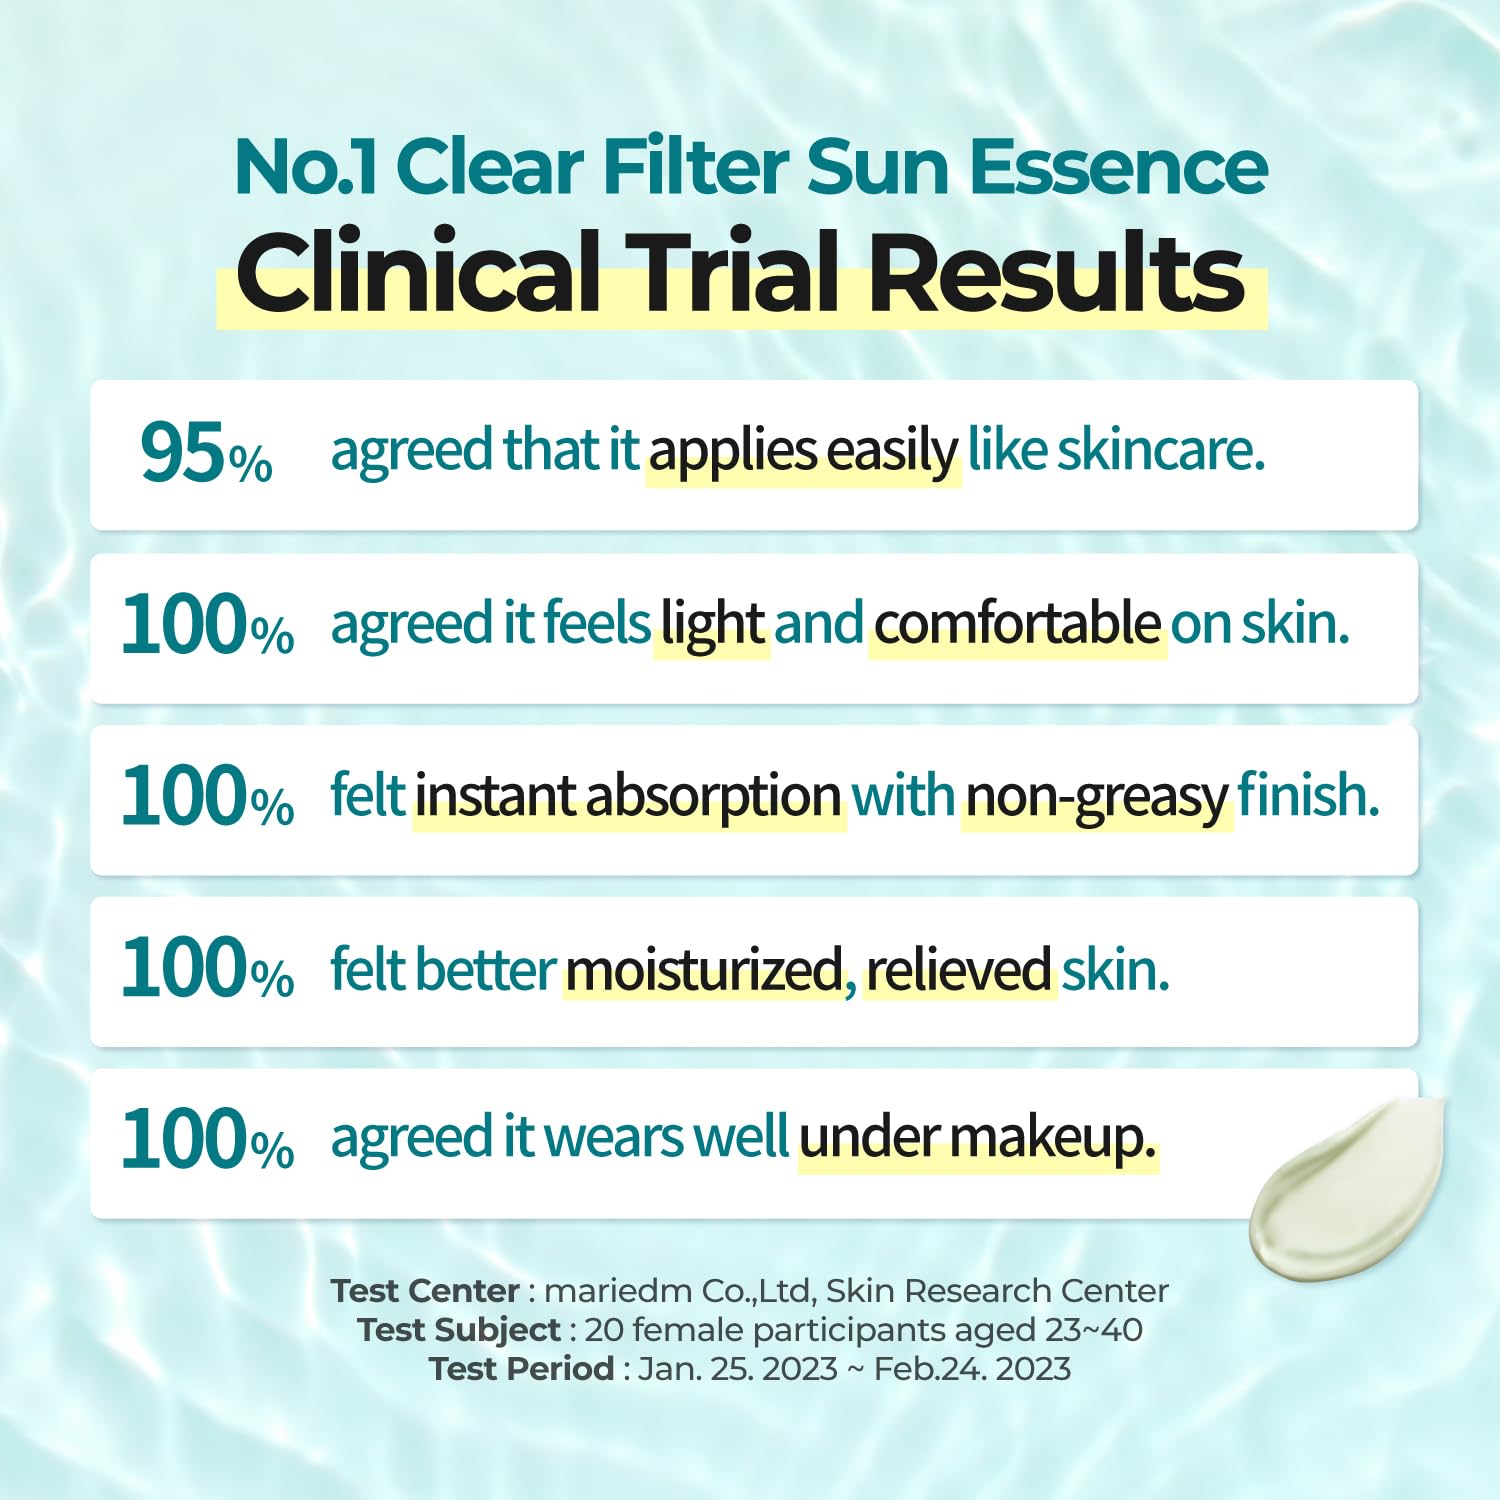 No.1 Clear Filter Sun Essence
Clinical Trial Results
95% agreed that it applies easily like skincare.
100% agreed it feels light and comfortable on skin.
100% felt instant absorption with non-greasy finish.
100% felt better moisturized, relieved skin.
100% agreed it wears well under makeup.
Test Center : mariedm Co.,Ltd, Skin Research Center
Test Subject : 20 female participants aged 23~40
Test Period : Jan. 25. 2023 ~ Feb.24. 2023